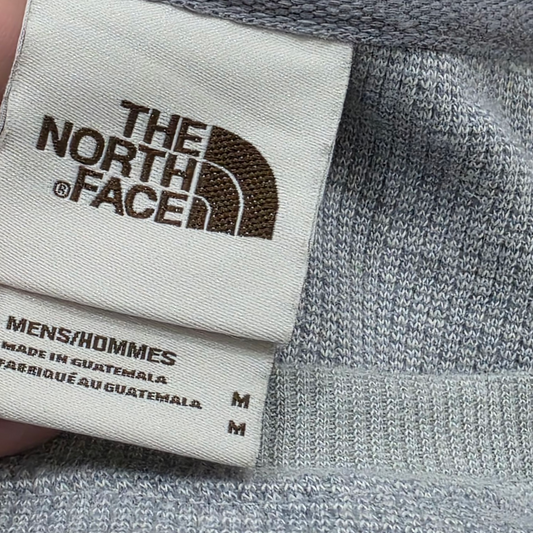 THE
NORTH
®FACE
MENS/HOMMES
MADE IN GUATEMALA
FABRIQUÉ AU GUATEMALA
M
M